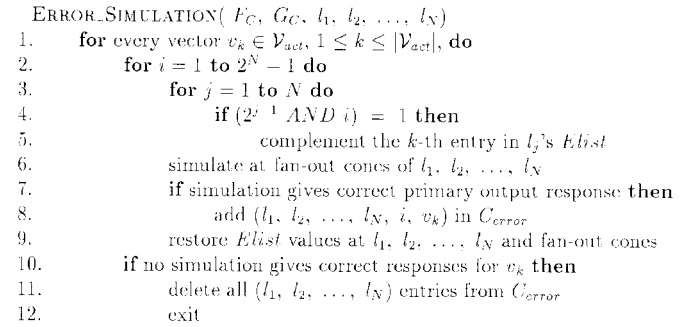 ERROR_SIMULATION( F_C, G_C, l_1, l_2, ..., l_N)
1. for every vector v_k ∈ V_act, 1 ≤ k ≤ |V_act|, do
2. for i = 1 to 2^N − 1 do
3. for j = 1 to N do
4. if (2^{j−1} AND i) = 1 then
5. complement the k-th entry in l_j's Elist
6. simulate at fan-out cones of l_1, l_2, ..., l_N
7. if simulation gives correct primary output response then
8. add (l_1, l_2, ..., l_N, i, v_k) in C_error
9. restore Elist values at l_1, l_2, ..., l_N and fan-out cones
10. if no simulation gives correct responses for v_k then
11. delete all (l_1, l_2, ..., l_N) entries from C_error
12. exit